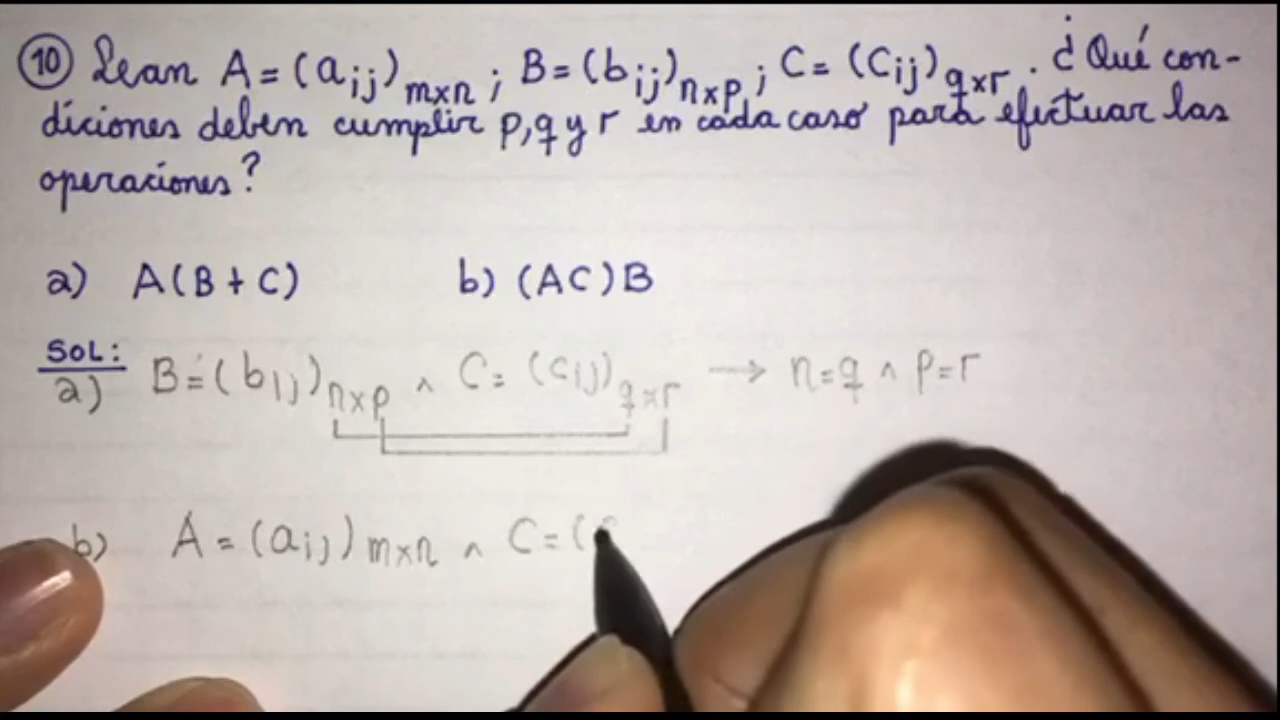 10 Sean A = (aij)m×n ; B = (bij)n×p ; C = (Cij)q×r . ¿Qué con-
diciones deben cumplir p, q y r en cada caso para efectuar las
operaciones?
a) A(B + C) b) (AC)B
SOL:
a) B = (bij)n×p ∧ C = (cij)q×r → n=q ∧ p=r
b) A = (aij)m×n ∧ C = (